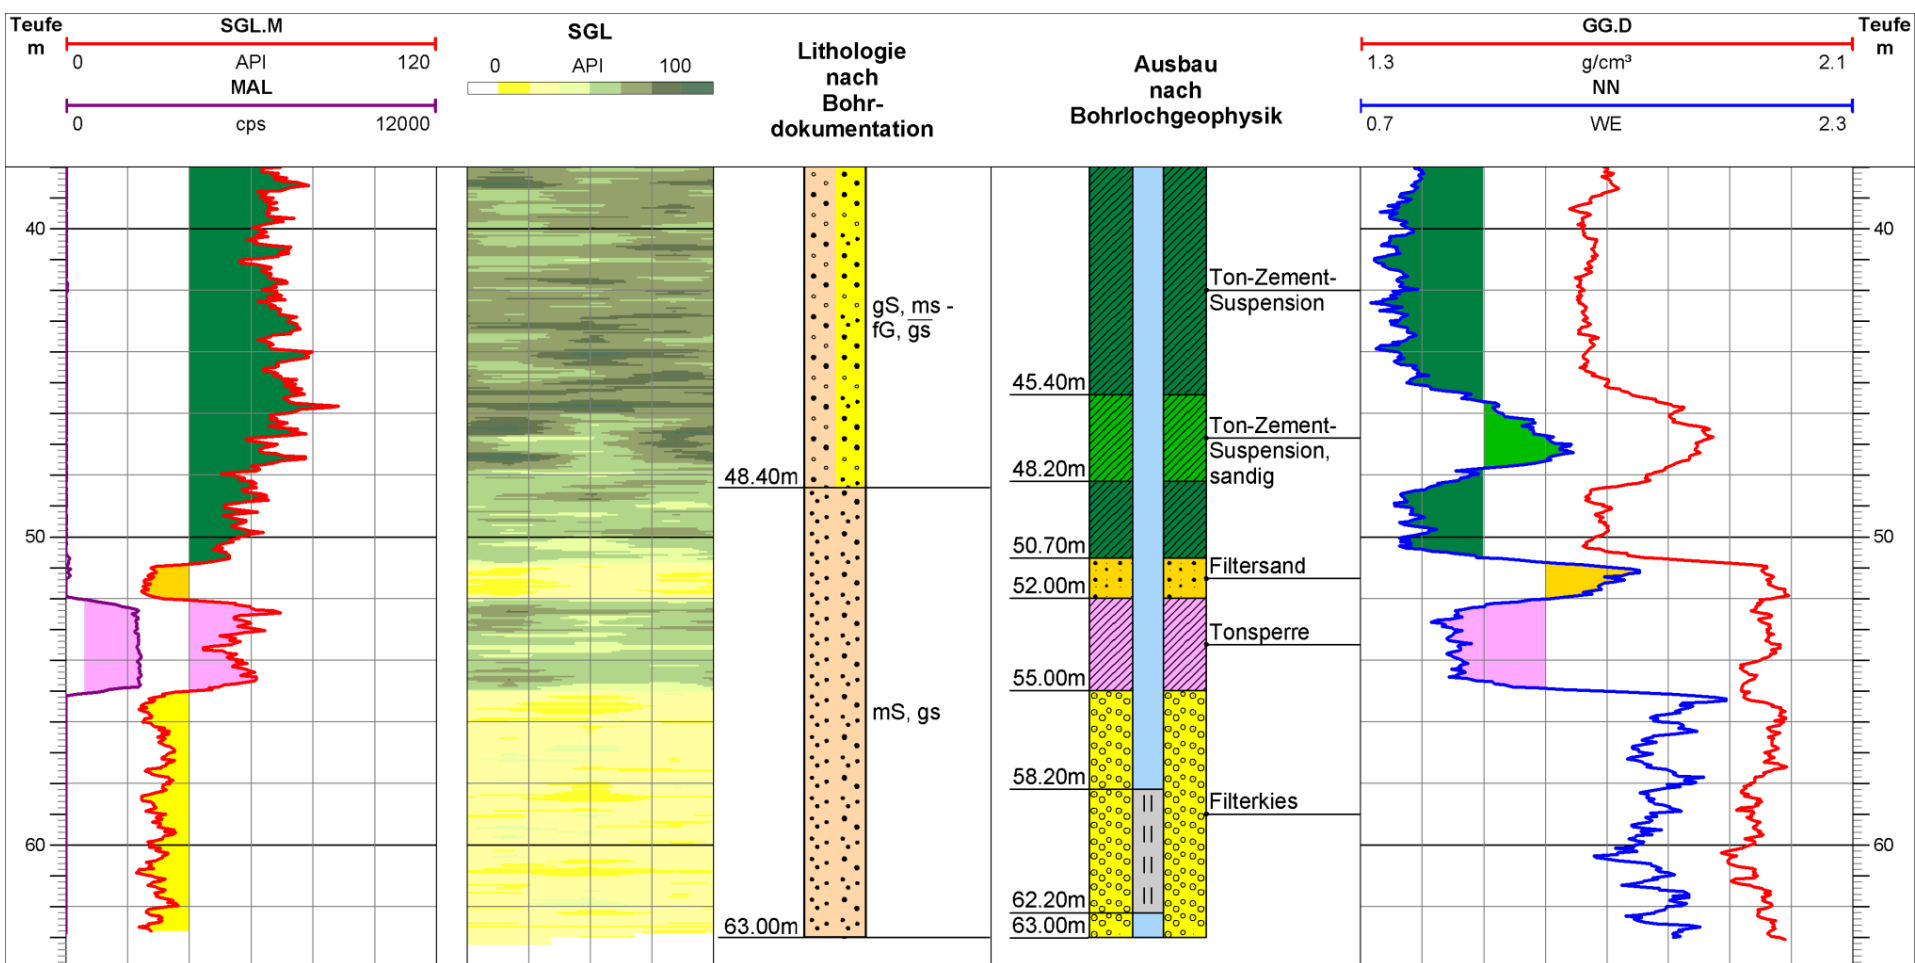 Teufe
m
SGL.M
0 API 120
MAL
0 cps 12000
SGL
0 API 100
Lithologie
nach
Bohr-
dokumentation
Ausbau
nach
Bohrlochgeophysik
GG.D
1.3 g/cm³ 2.1
NN
0.7 WE 2.3
Teufe
m
40
50
60
gS, ms -
fG, gs
48.40m
mS, gs
63.00m
45.40m
48.20m
50.70m
52.00m
55.00m
58.20m
62.20m
63.00m
Ton-Zement-
Suspension
Ton-Zement-
Suspension,
sandig
Filtersand
Tonsperre
Filterkies
40
50
60